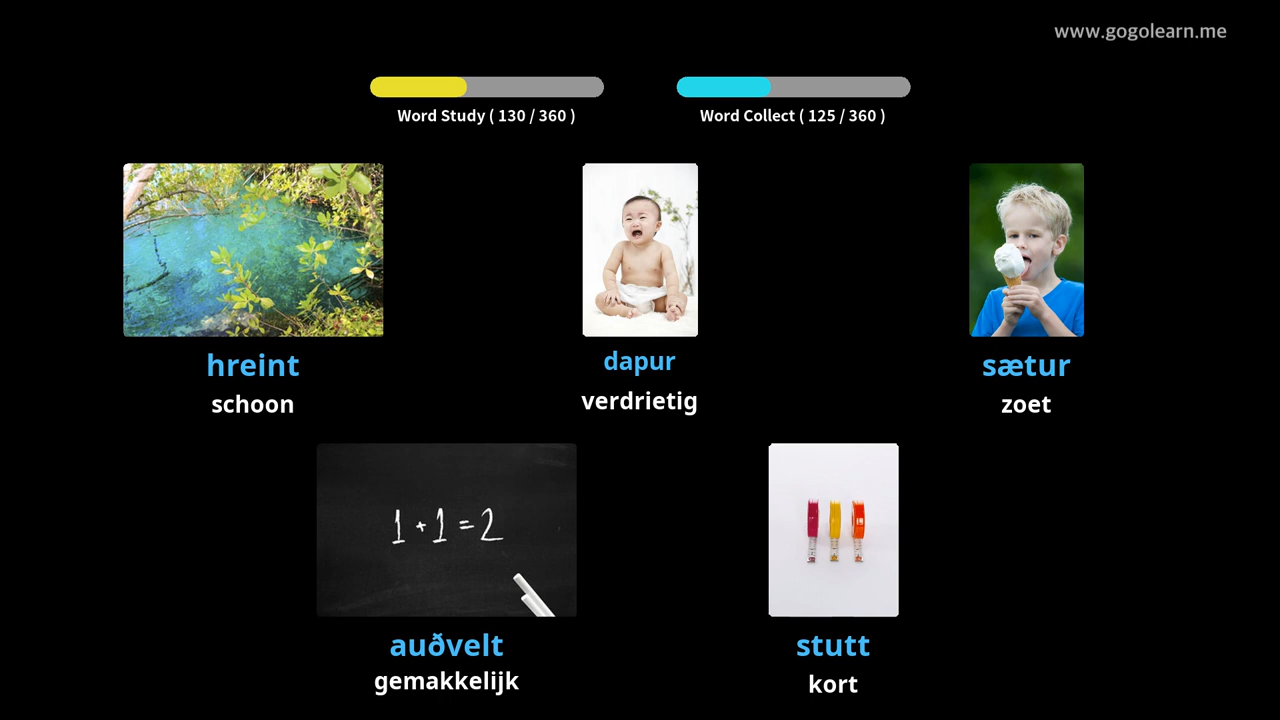 www.gogolearn.me
Word Study ( 130 / 360 )
Word Collect ( 125 / 360 )
hreint
schoon
dapur
verdrietig
sætur
zoet
1 + 1 = 2
auðvelt
gemakkelijk
stutt
kort